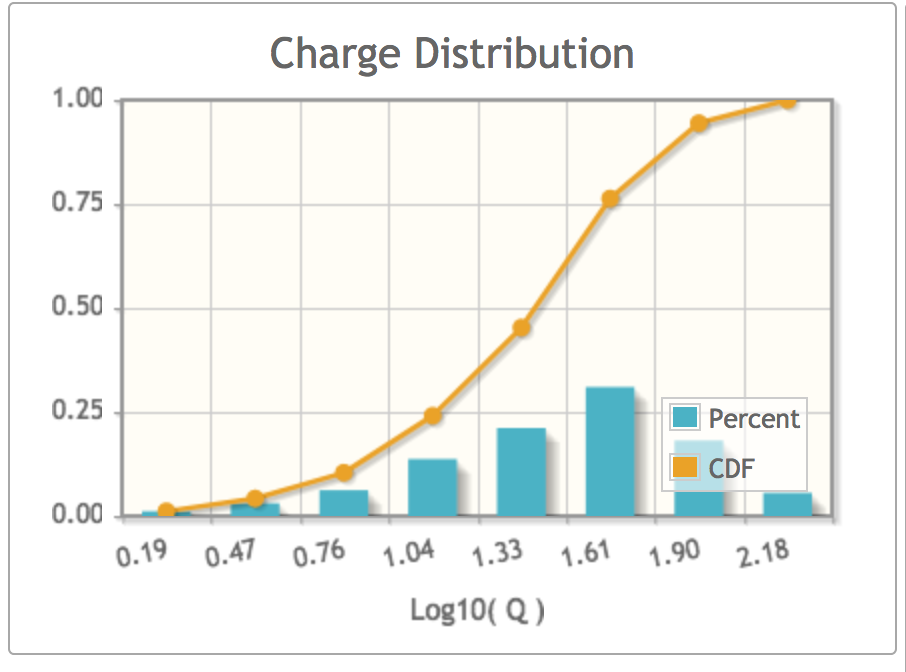 Charge Distribution
1.00
0.75
0.50
0.25
0.00
Percent
CDF
0.19 0.47 0.76 1.04 1.33 1.61 1.90 2.18
Log10( Q )